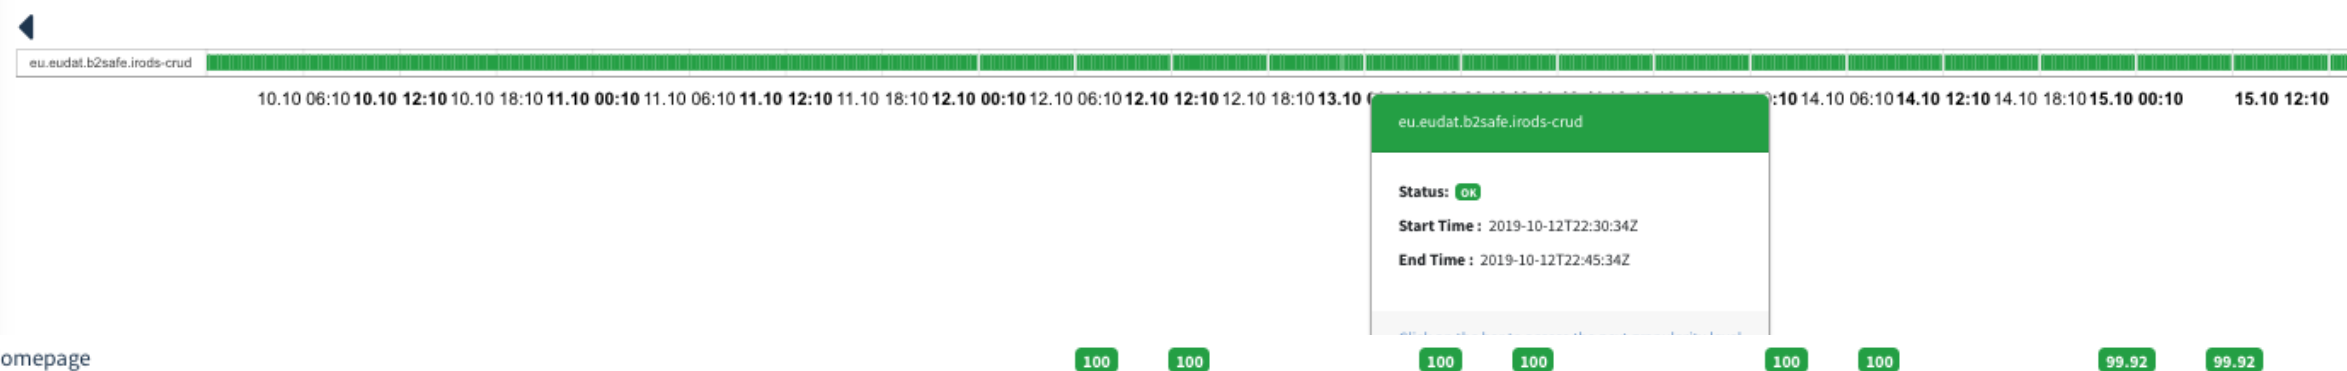 eu.eudat.b2safe.irods-crud
10.10 06:10 10.10 12:10 10.10 18:10 11.10 00:10 11.10 06:10 11.10 12:10 11.10 18:10 12.10 00:10 12.10 06:10 12.10 12:10 12.10 18:10 13.10 :10 14.10 06:10 14.10 12:10 14.10 18:10 15.10 00:10 15.10 12:10
eu.eudat.b2safe.irods-crud
Status: OK
Start Time : 2019-10-12T22:30:34Z
End Time : 2019-10-12T22:45:34Z
omepage 100 100 100 100 100 100 99.92 99.92